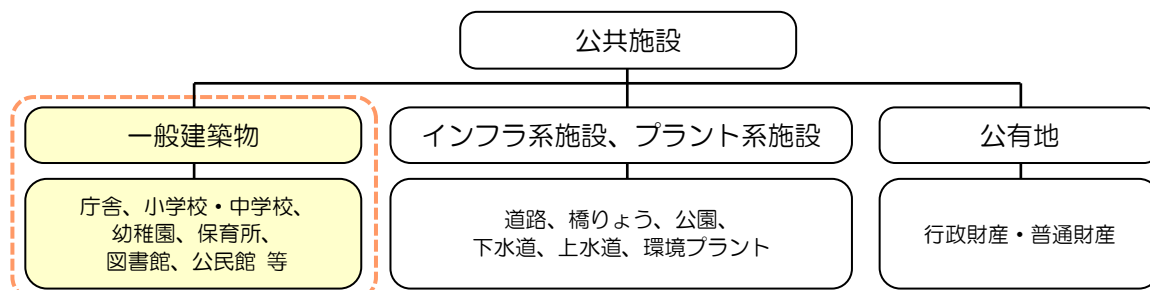 公共施設
一般建築物
インフラ系施設、プラント系施設
公有地
庁舎、小学校・中学校、
幼稚園、保育所、
図書館、公民館 等
道路、橋りょう、公園、
下水道、上水道、環境プラント
行政財産・普通財産